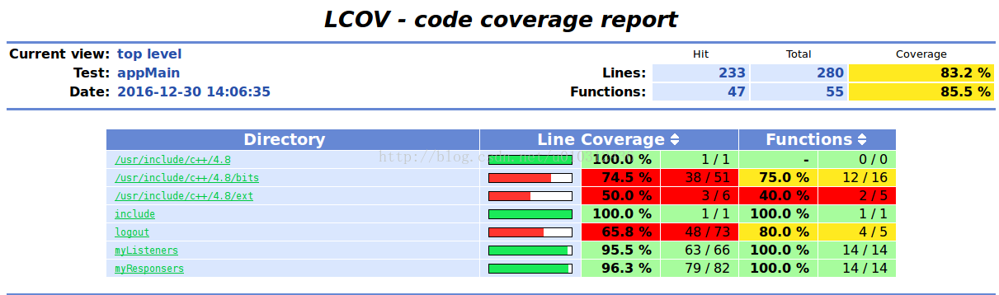 LCOV - code coverage report
Current view: top level Hit Total Coverage
Test: appMain Lines: 233 280 83.2 %
Date: 2016-12-30 14:06:35 Functions: 47 55 85.5 %
Directory Line Coverage Functions
/usr/include/c++/4.8 100.0 % 1 / 1 - 0 / 0
/usr/include/c++/4.8/bits 74.5 % 38 / 51 75.0 % 12 / 16
/usr/include/c++/4.8/ext 50.0 % 3 / 6 40.0 % 2 / 5
include 100.0 % 1 / 1 100.0 % 1 / 1
logout 65.8 % 48 / 73 80.0 % 4 / 5
myListeners 95.5 % 63 / 66 100.0 % 14 / 14
myResponsers 96.3 % 79 / 82 100.0 % 14 / 14